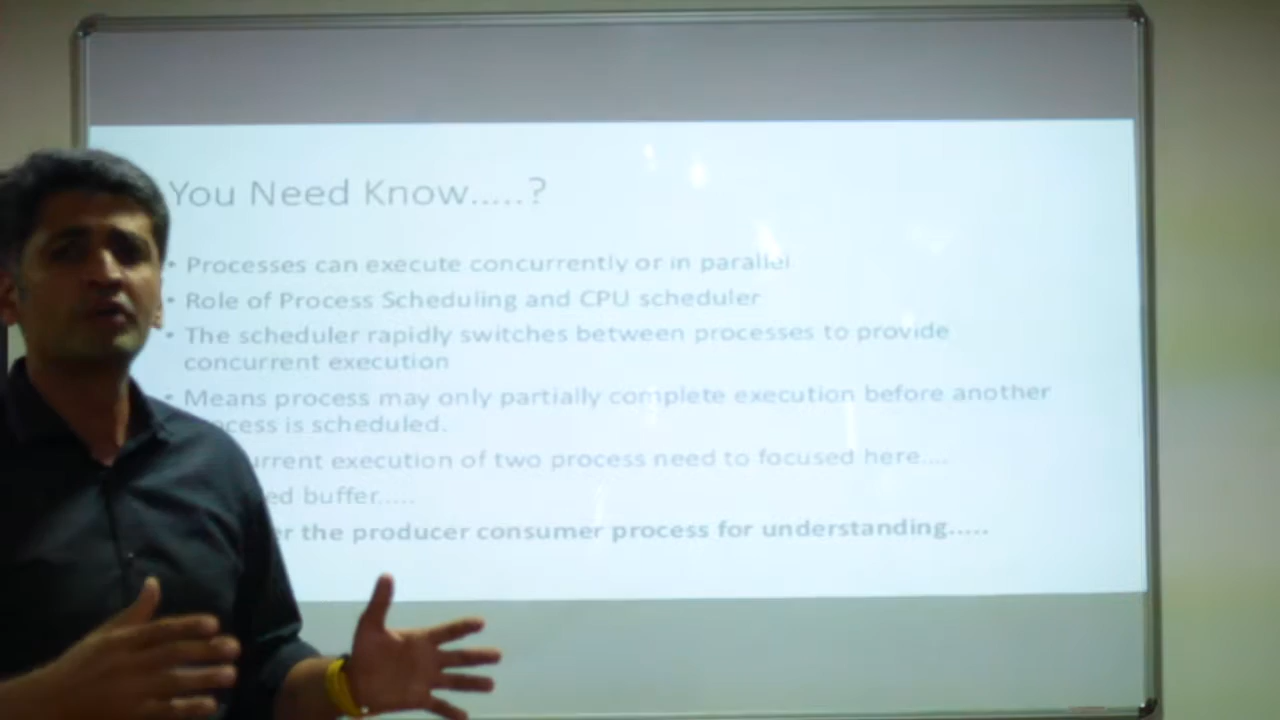 You Need Know.....?
• Processes can execute concurrently or in parallel
• Role of Process Scheduling and CPU scheduler
• The scheduler rapidly switches between processes to provide
concurrent execution
• Means process may only partially complete execution before another
is scheduled.
execution of two process need to focused here....
buffer.....
the producer consumer process for understanding.....